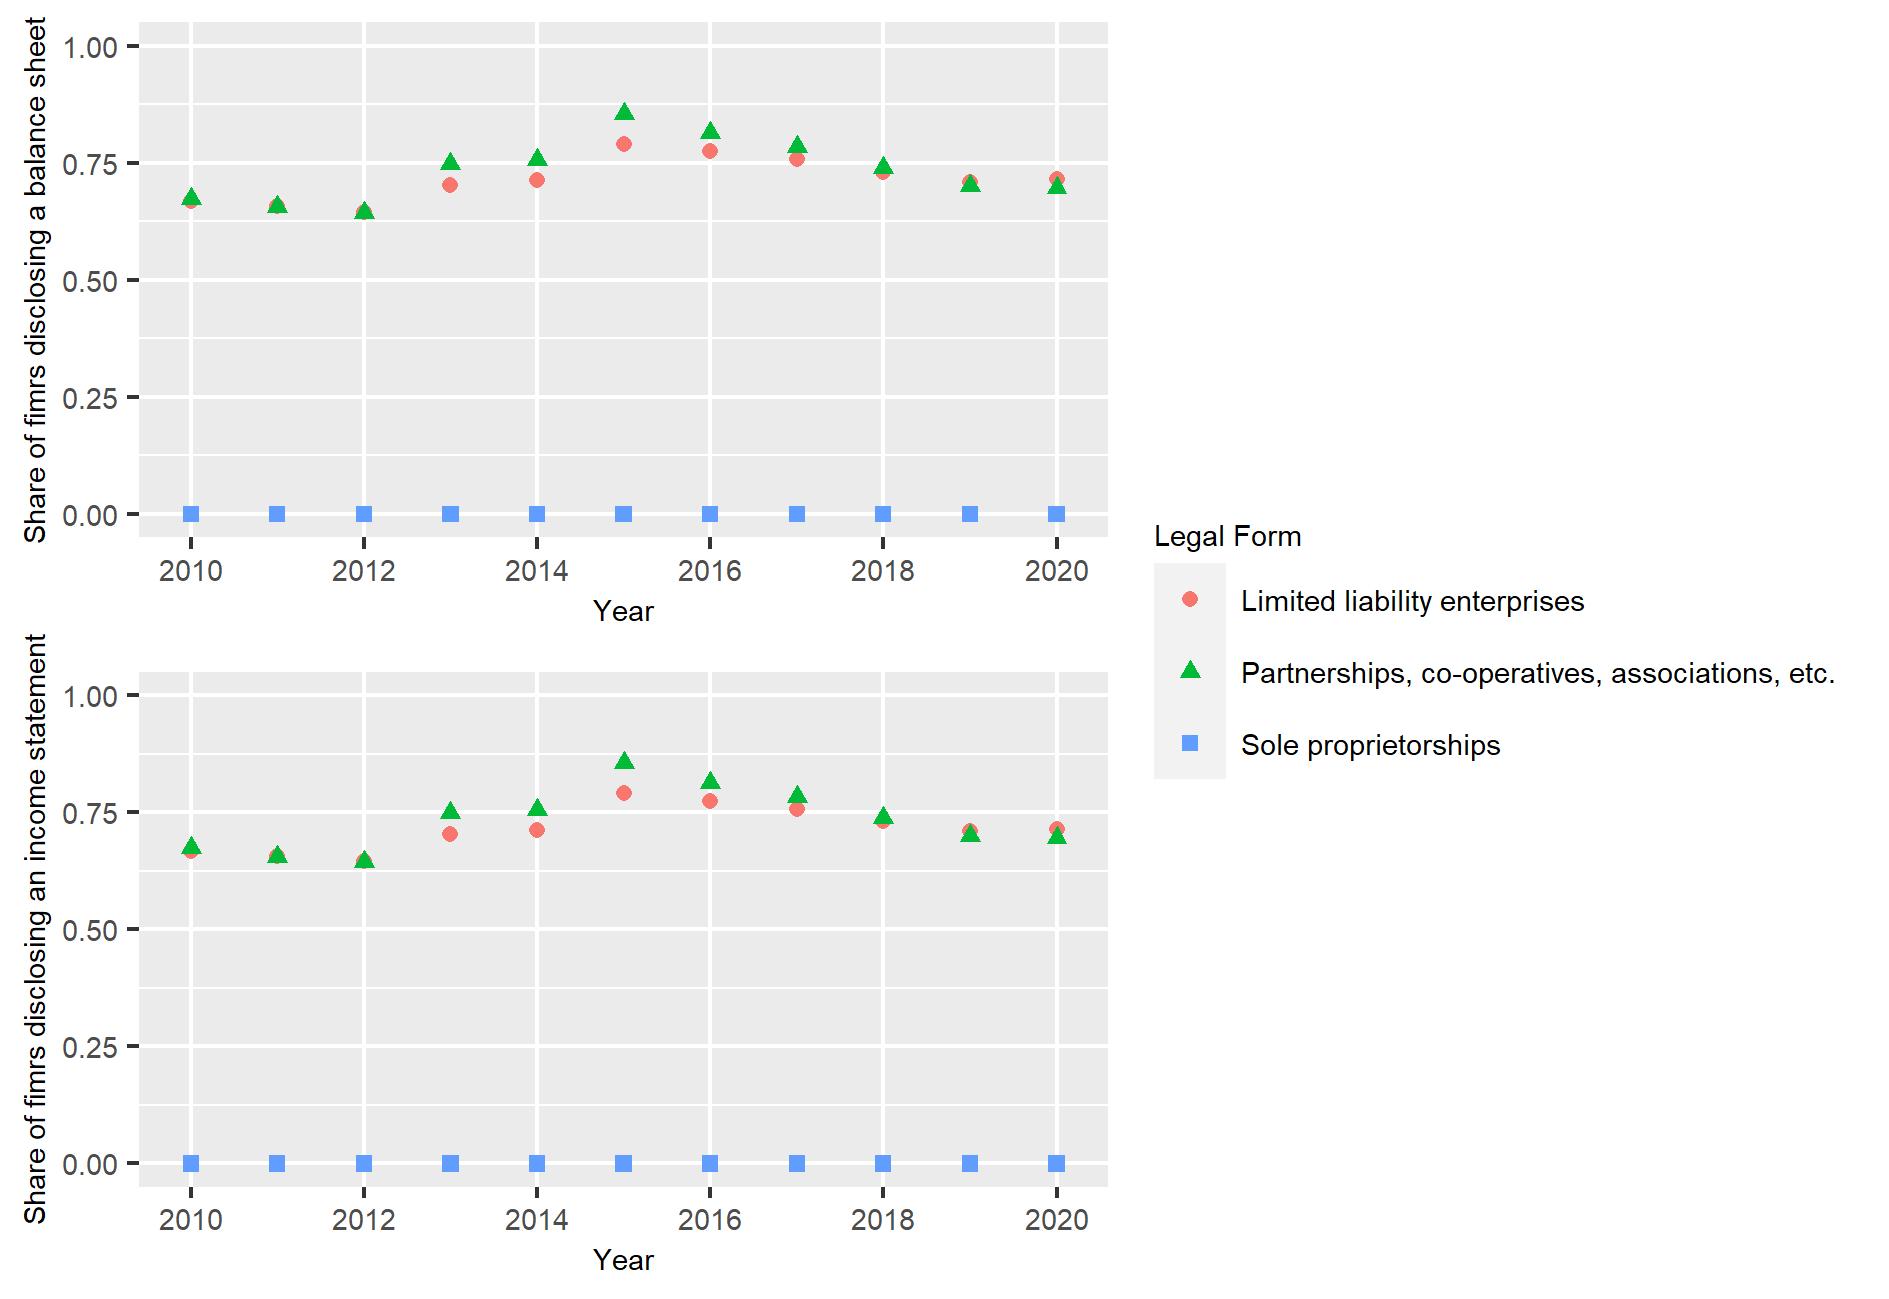 Share of fimrs disclosing a balance sheet
1.00
0.75
0.50
0.25
0.00
2010 2012 2014 2016 2018 2020
Year
Share of fimrs disclosing an income statement
1.00
0.75
0.50
0.25
0.00
2010 2012 2014 2016 2018 2020
Year
Legal Form
Limited liability enterprises
Partnerships, co-operatives, associations, etc.
Sole proprietorships